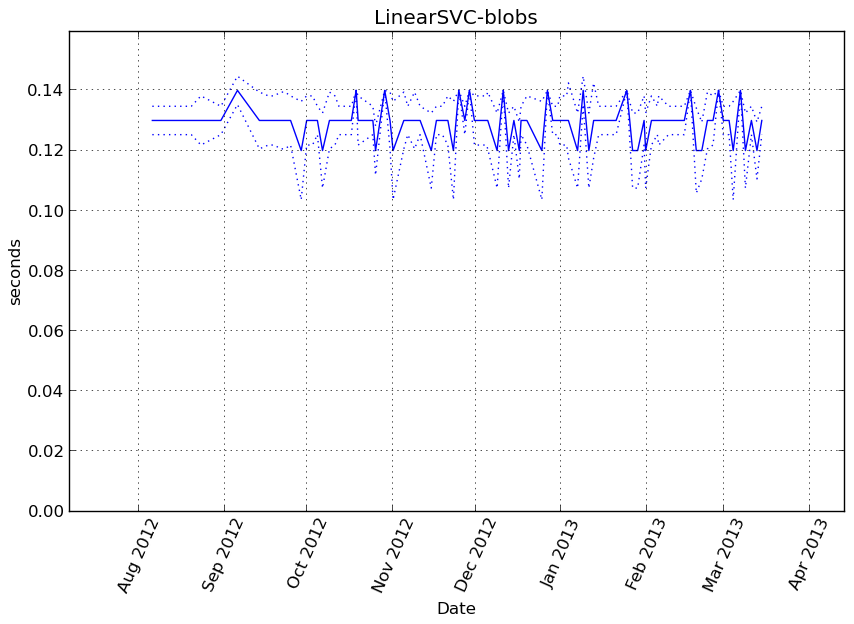 LinearSVC-blobs
0.14
0.12
0.10
0.08
0.06
0.04
0.02
0.00
seconds
Aug 2012
Sep 2012
Oct 2012
Nov 2012
Dec 2012
Jan 2013
Feb 2013
Mar 2013
Apr 2013
Date